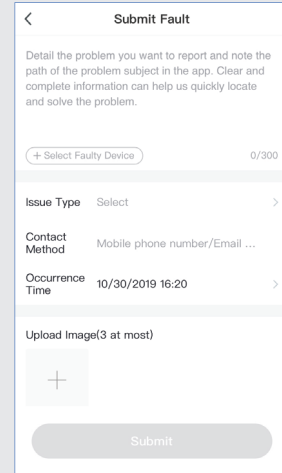 Submit Fault
Detail the problem you want to report and note the
path of the problem subject in the app. Clear and
complete information can help us quickly locate
and solve the problem.
+ Select Faulty Device
0/300
Issue Type Select
Contact
Method
Mobile phone number/Email ...
Occurrence
Time
10/30/2019 16:20
Upload Image(3 at most)
Submit